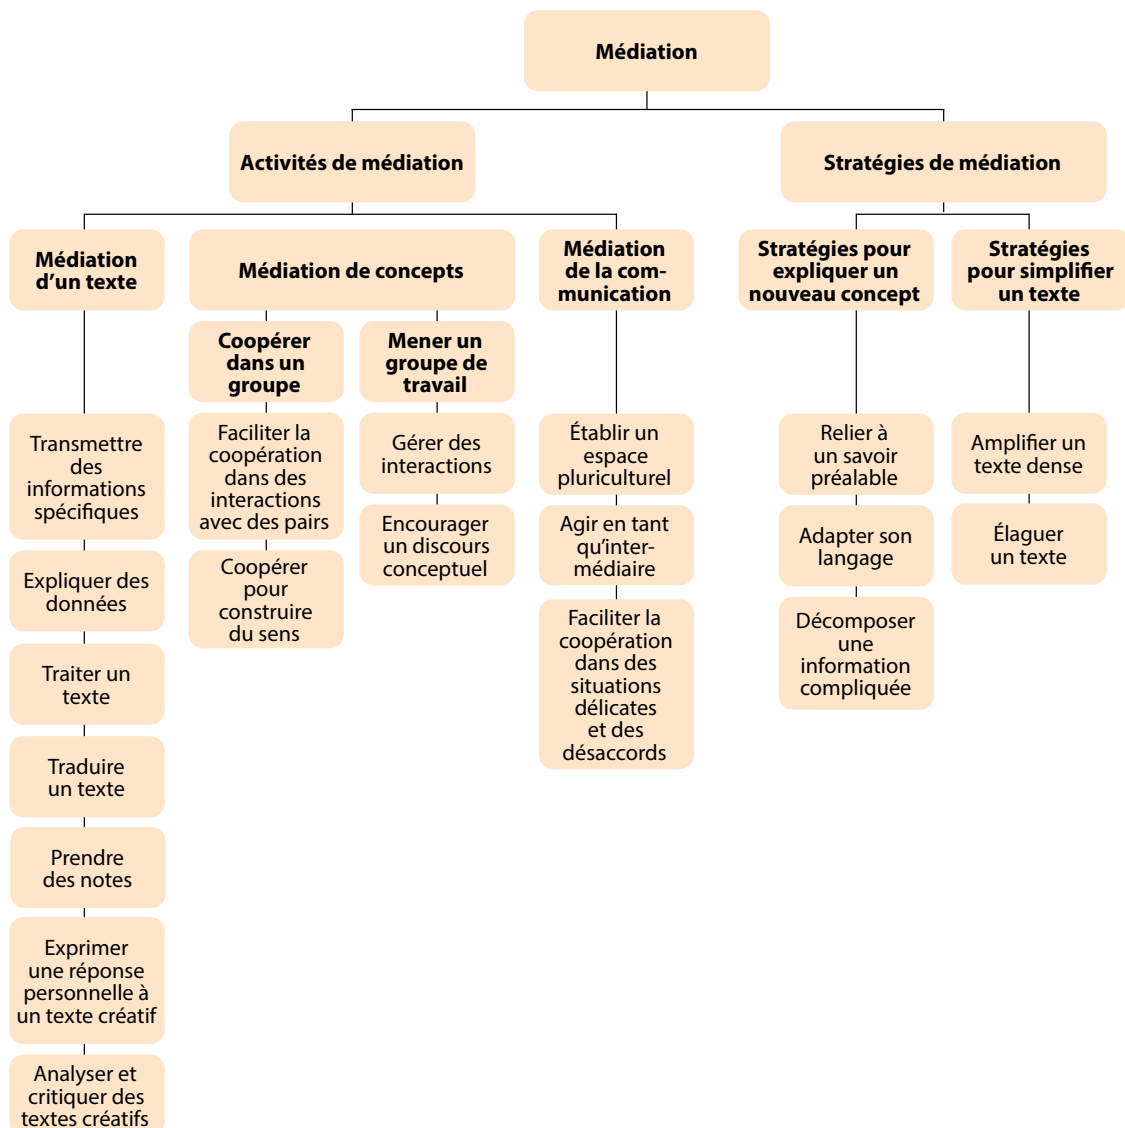 Médiation
Activités de médiation
Stratégies de médiation
Médiation
d’un texte
Médiation de concepts
Médiation
de la com-
munication
Stratégies pour
expliquer un
nouveau concept
Stratégies
pour simplifier
un texte
Coopérer
dans un
groupe
Mener un
groupe de
travail
Transmettre
des
informations
spécifiques
Expliquer des
données
Traiter un
texte
Traduire
un texte
Prendre
des notes
Exprimer
une réponse
personnelle à
un texte créatif
Analyser et
critiquer des
textes créatifs
Faciliter la
coopération
dans des
interactions
avec des pairs
Coopérer
pour
construire
du sens
Gérer des
interactions
Encourager
un discours
conceptuel
Établir un
espace
pluriculturel
Agir en tant
qu’inter-
médiaire
Faciliter la
coopération
dans des
situations
délicates
et des
désaccords
Relier à
un savoir
préalable
Adapter son
langage
Décomposer
une
information
compliquée
Amplifier un
texte dense
Élaguer
un texte